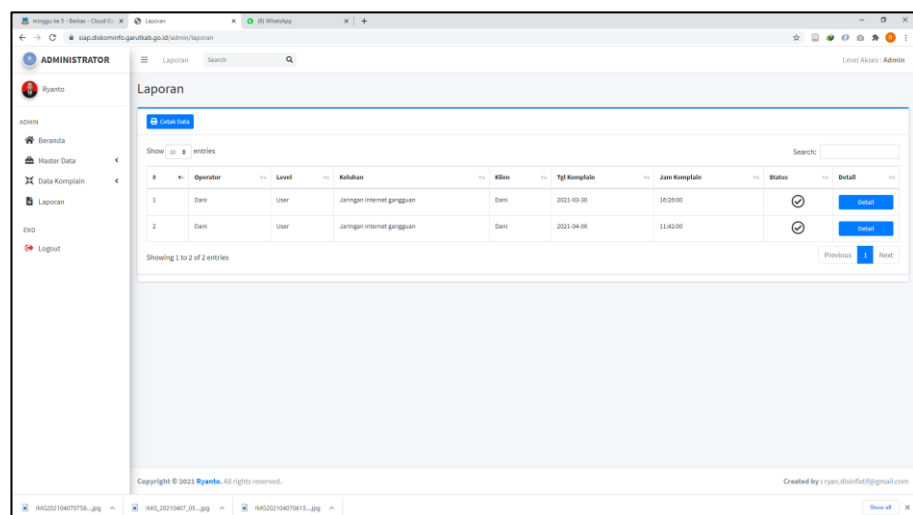 minggu ke 5 - Berkas - Cloud Ga
Laporan
(6) WhatsApp
siap.diskominfo.garutkab.go.id/admin/laporan
ADMINISTRATOR
Laporan
Search
Level Akses : Admin
Ryanto
Laporan
ADMIN
Cetak Data
Beranda
Master Data
Data Komplain
Laporan
END
Logout
Show 10 entries
Search:
# Operator Level Keluhan Klien Tgl Komplain Jam Komplain Status Detail
1 Dani User Jaringan internet gangguan Dani 2021-03-30 16:26:00 Detail
2 Dani User Jaringan internet gangguan Dani 2021-04-06 11:42:00 Detail
Showing 1 to 2 of 2 entries
Previous 1 Next
Copyright © 2021 Ryanto. All rights reserved.
Created by : ryan.disinfixtif@gmail.com
IMG202104070758....jpg
IMG_20210407_05....jpg
IMG202104070615....jpg
Show all